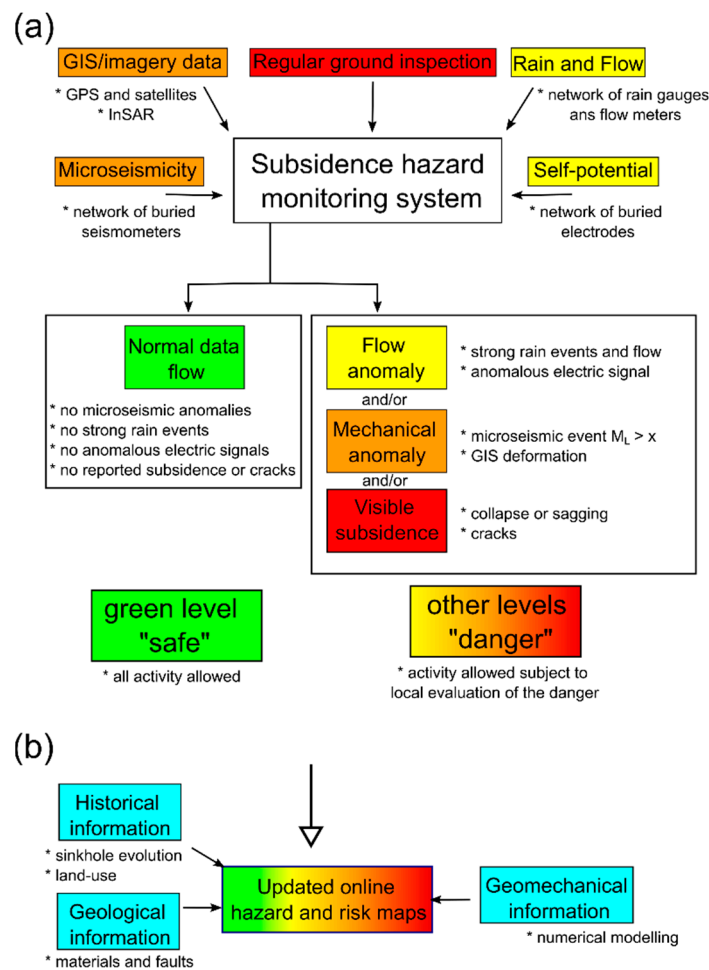 (a)
GIS/imagery data
* GPS and satellites
* InSAR
Regular ground inspection
Rain and Flow
* network of rain gauges
ans flow meters
Microseismicity
* network of buried
seismometers
Subsidence hazard
monitoring system
Self-potential
* network of buried
electrodes
Normal data
flow
* no microseismic anomalies
* no strong rain events
* no anomalous electric signals
* no reported subsidence or cracks
Flow
anomaly
* strong rain events and flow
* anomalous electric signal
and/or
Mechanical
anomaly
* microseismic event ML > x
* GIS deformation
and/or
Visible
subsidence
* collapse or sagging
* cracks
green level
"safe"
* all activity allowed
other levels
"danger"
* activity allowed subject to
local evaluation of the danger
(b)
Historical
information
* sinkhole evolution
* land-use
Geological
information
* materials and faults
Updated online
hazard and risk maps
Geomechanical
information
* numerical modelling